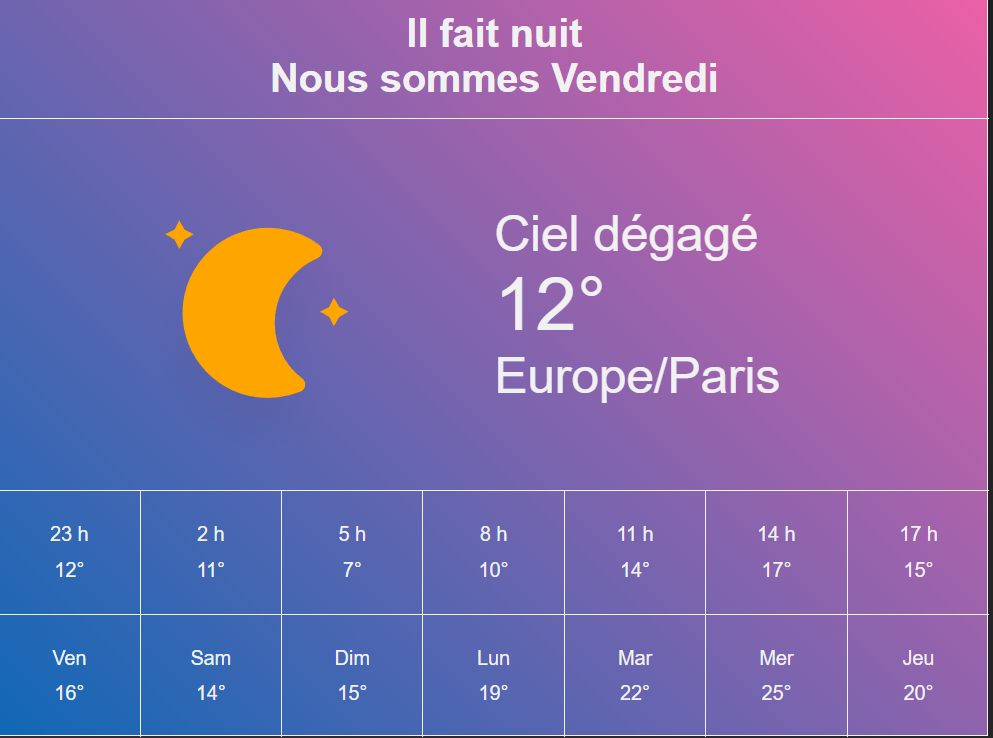 Il fait nuit
Nous sommes Vendredi
Ciel dégagé
12°
Europe/Paris
23 h 2 h 5 h 8 h 11 h 14 h 17 h
12° 11° 7° 10° 14° 17° 15°
Ven Sam Dim Lun Mar Mer Jeu
16° 14° 15° 19° 22° 25° 20°